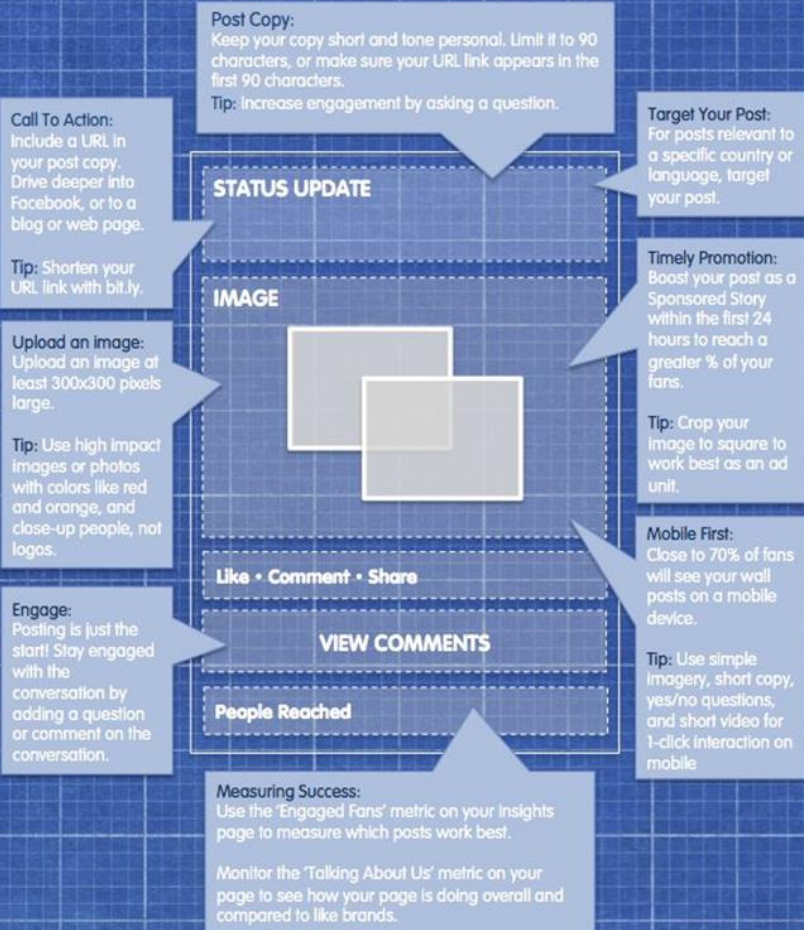 Post Copy:
Keep your copy short and tone personal. Limit it to 90
characters, or make sure your URL link appears in the
first 90 characters.
Tip: Increase engagement by asking a question.
Call To Action:
Include a URL in
your post copy.
Drive deeper into
Facebook, or to a
blog or web page.
Tip: Shorten your
URL link with bit.ly.
Target Your Post:
For posts relevant to
a specific country or
language, target
your post.
STATUS UPDATE
Timely Promotion:
Boost your post as a
Sponsored Story
within the first 24
hours to reach a
greater % of your
fans.
Tip: Crop your
image to square to
work best as an ad
unit.
IMAGE
Upload an image:
Upload an image at
least 300x300 pixels
large.
Tip: Use high impact
images or photos
with colors like red
and orange, and
close-up people, not
logos.
Mobile First:
Close to 70% of fans
will see your wall
posts on a mobile
device.
Tip: Use simple
imagery, short copy,
yes/no questions,
and short video for
1-click interaction on
mobile
Like • Comment • Share
Engage:
Posting is just the
start! Stay engaged
with the
conversation by
adding a question
or comment on the
conversation.
VIEW COMMENTS
People Reached
Measuring Success:
Use the 'Engaged Fans' metric on your Insights
page to measure which posts work best.
Monitor the 'Talking About Us' metric on your
page to see how your page is doing overall and
compared to like brands.